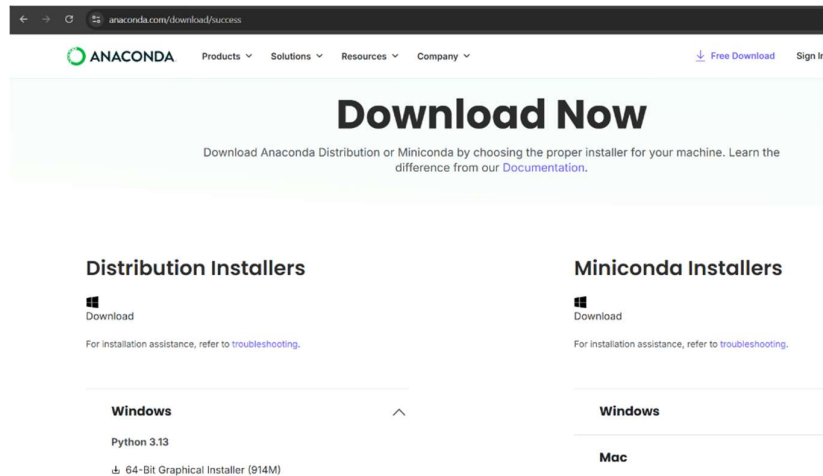 anaconda.com/download/success
ANACONDA. Products Solutions Resources Company Free Download Sign In
Download Now
Download Anaconda Distribution or Miniconda by choosing the proper installer for your machine. Learn the
difference from our Documentation.
Distribution Installers
Download
For installation assistance, refer to troubleshooting.
Windows
Python 3.13
64-Bit Graphical Installer (914M)
Miniconda Installers
Download
For installation assistance, refer to troubleshooting.
Windows
Mac